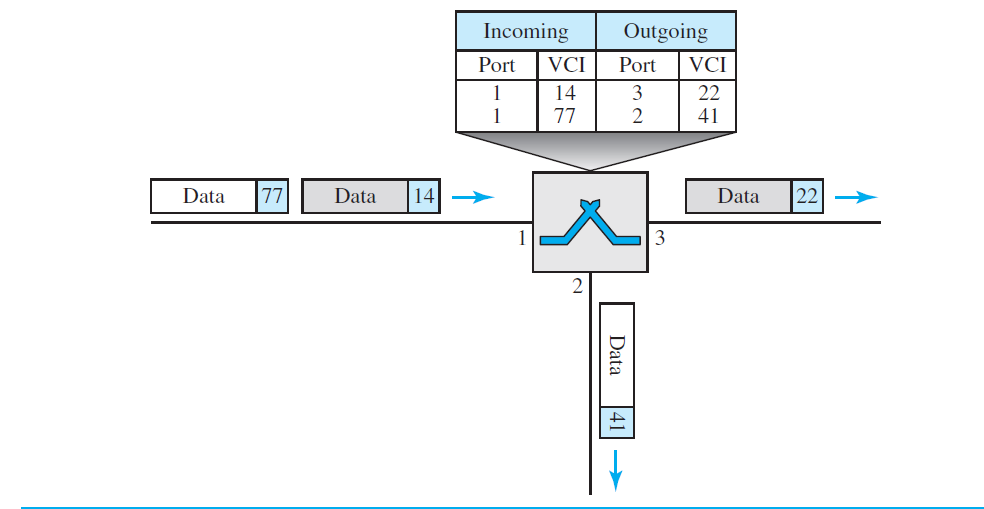 Incoming Outgoing
Port VCI Port VCI
1 14 3 22
1 77 2 41
Data 77 Data 14 Data 22
1 3
2
Data 41